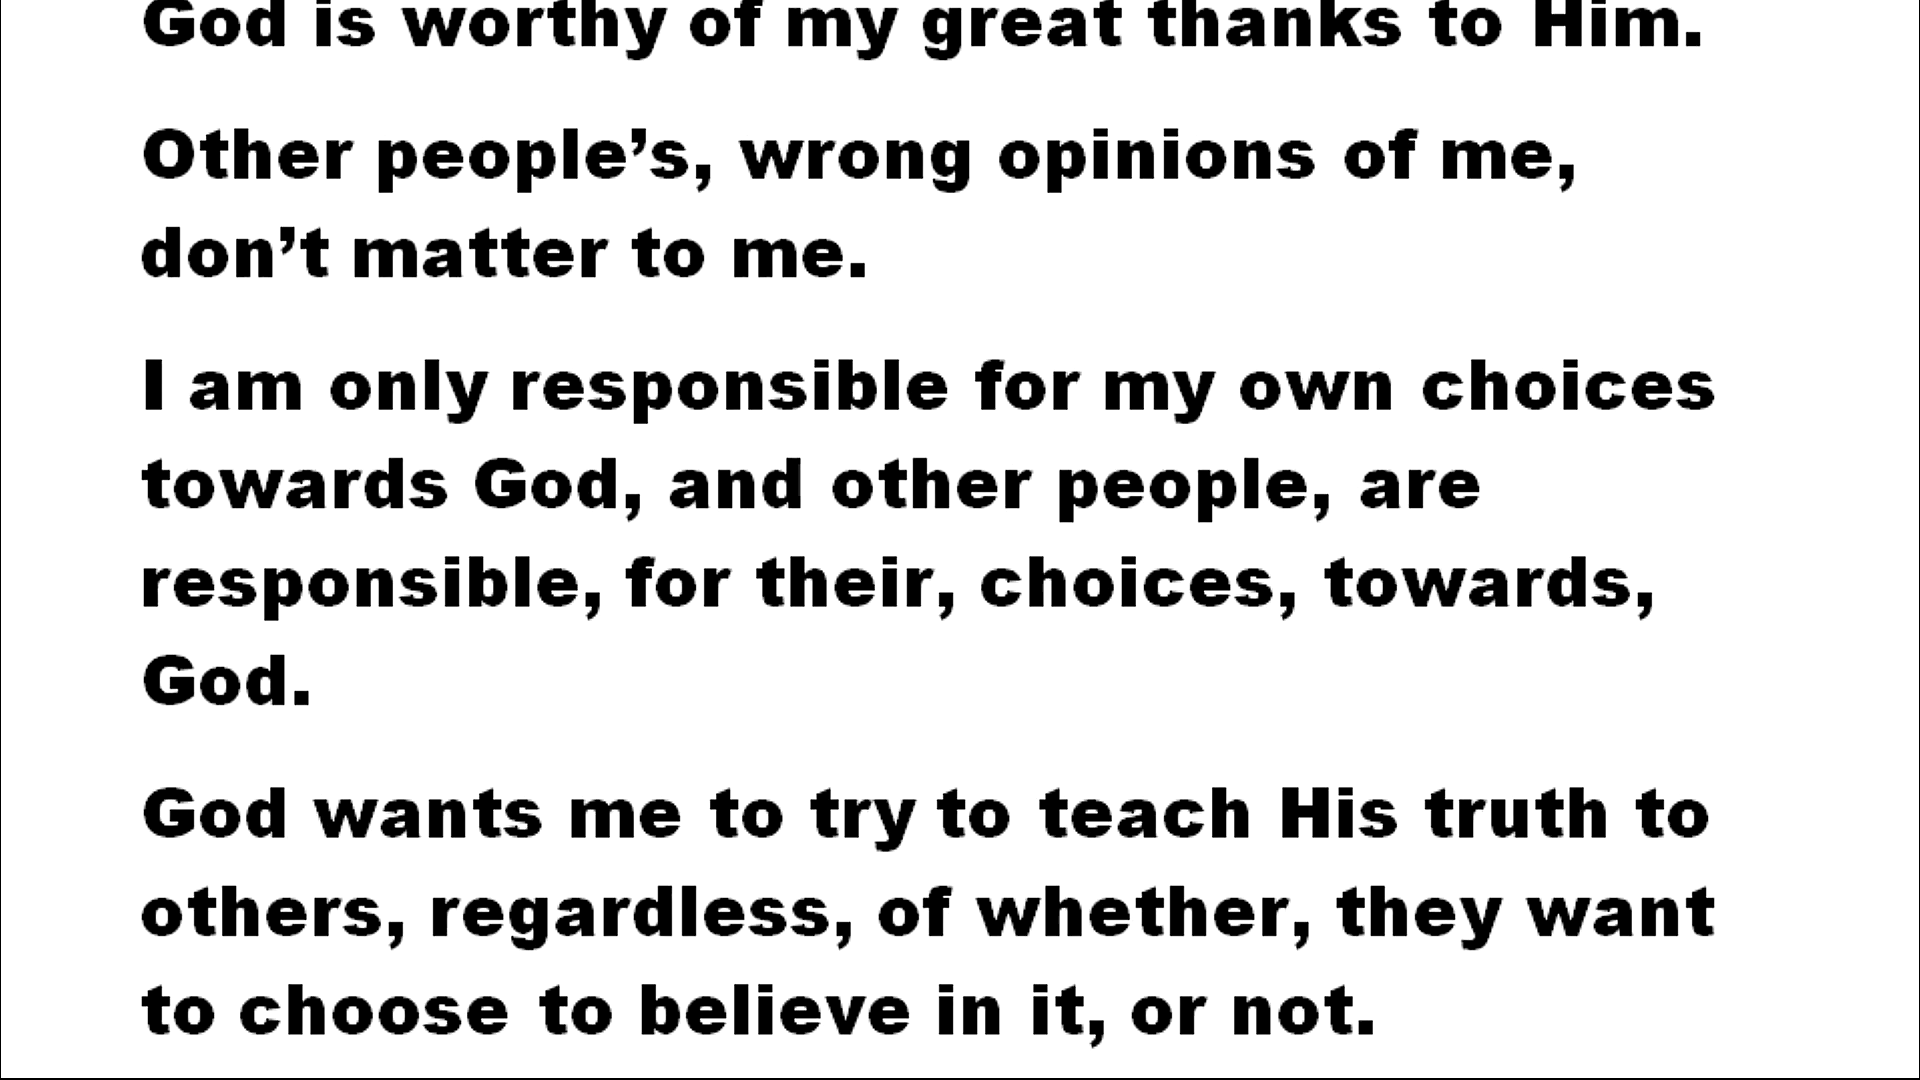 God is worthy of my great thanks to Him.
Other people’s, wrong opinions of me,
don’t matter to me.
I am only responsible for my own choices
towards God, and other people, are
responsible, for their, choices, towards,
God.
God wants me to try to teach His truth to
others, regardless, of whether, they want
to choose to believe in it, or not.